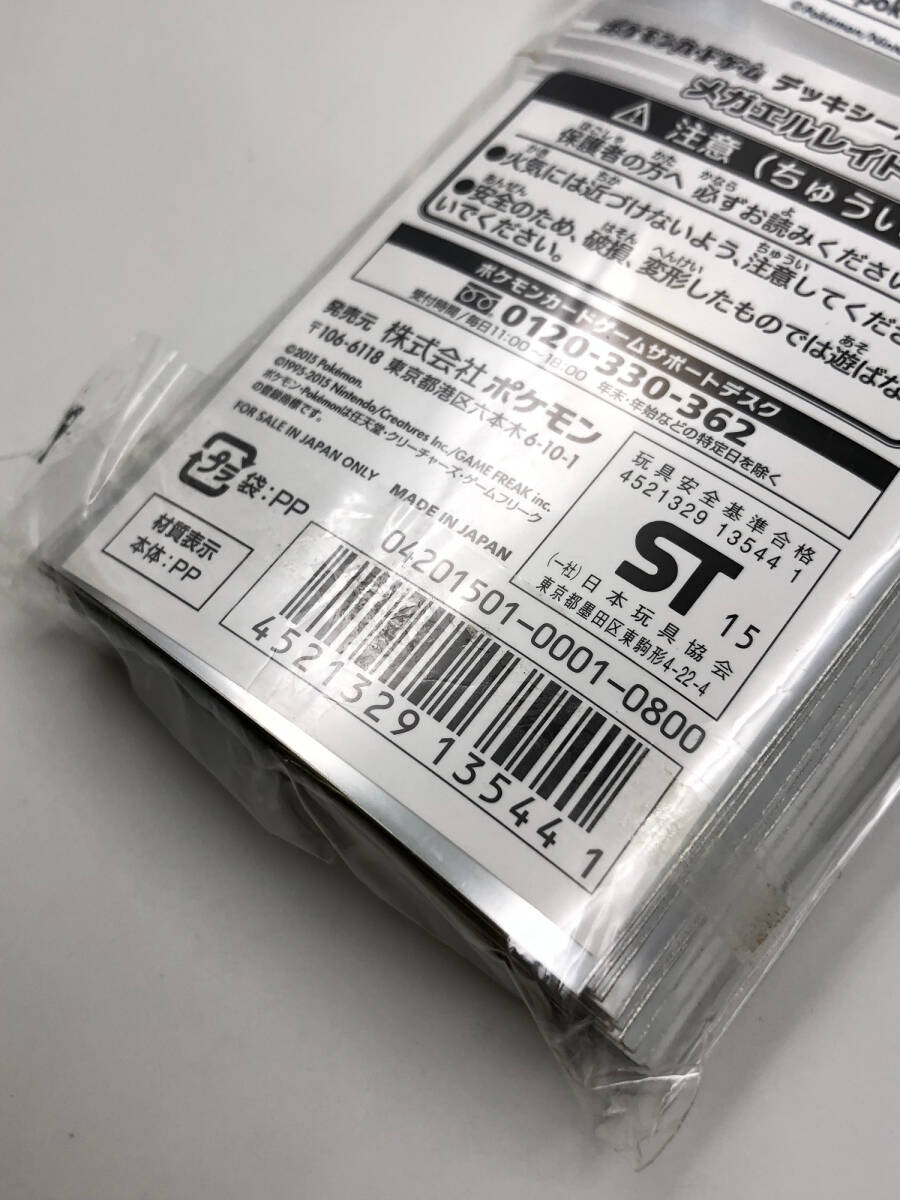 ©Pokémon/Nin
ポケモンカードゲーム デッキシー
メガエルレイド
注意（ちゅうい
保護者の方へ 必ずお読みください
●火気には近づけないよう、注意してくださ
●安全のため、破損、変形したものでは遊ばな
いでください。
ポケモンカードゲームサポートデスク
0120-330-362
受付時間/毎日11:00～18:00 年末・年始などの特定日を除く
発売元 株式会社 ポケモン
〒106-6118 東京都港区六本木6-10-1
©2015 Pokémon.
©1995-2015 Nintendo/Creatures Inc./GAME FREAK inc.
ポケモン・Pokémonは任天堂・クリーチャーズ・ゲームフリーク
の登録商標です。
FOR SALE IN JAPAN ONLY MADE IN JAPAN
プラ 袋:PP
材質表示
本体:PP
玩具安全基準合格
4521329 13544 1
ST 15
(一社)日本玩具協会
東京都墨田区東駒形4-22-4
04201501-0001-0800
4521329135441